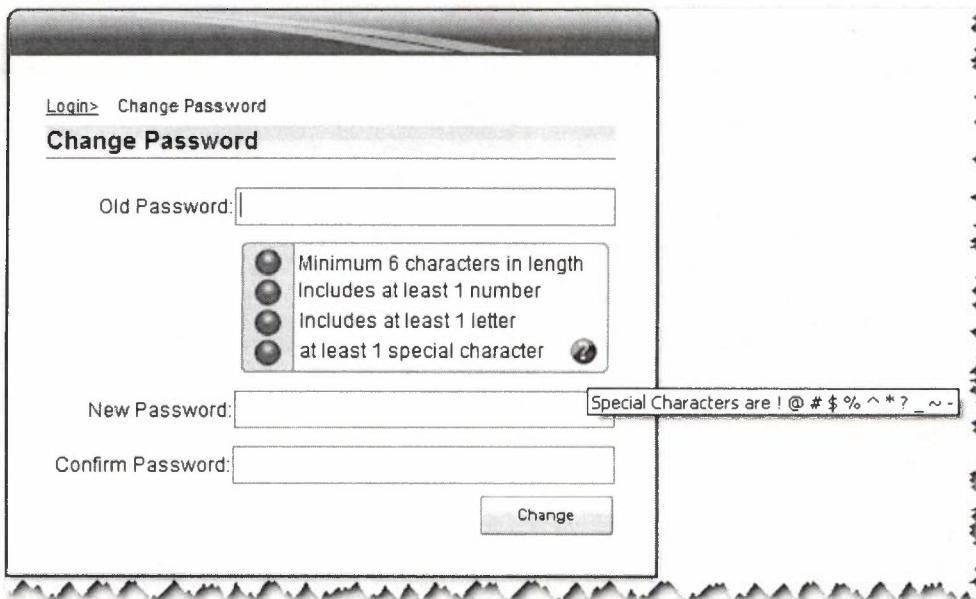 Login> Change Password
Change Password
Old Password:
Minimum 6 characters in length
Includes at least 1 number
Includes at least 1 letter
at least 1 special character ?
New Password:
Special Characters are ! @ # $ % ^ * ? _ ~ -
Confirm Password:
Change